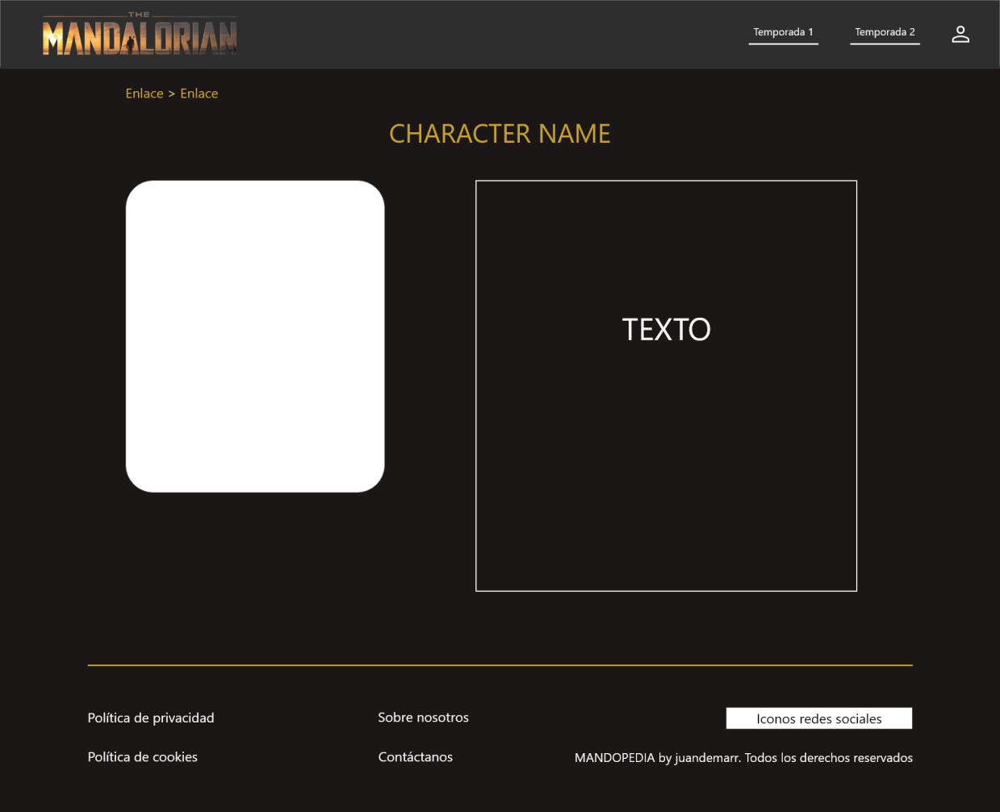 THE
MANDALORIAN
Temporada 1
Temporada 2
Enlace > Enlace
CHARACTER NAME
TEXTO
Política de privacidad
Sobre nosotros
Iconos redes sociales
Política de cookies
Contáctanos
MANDOPEDIA by juandemarr. Todos los derechos reservados